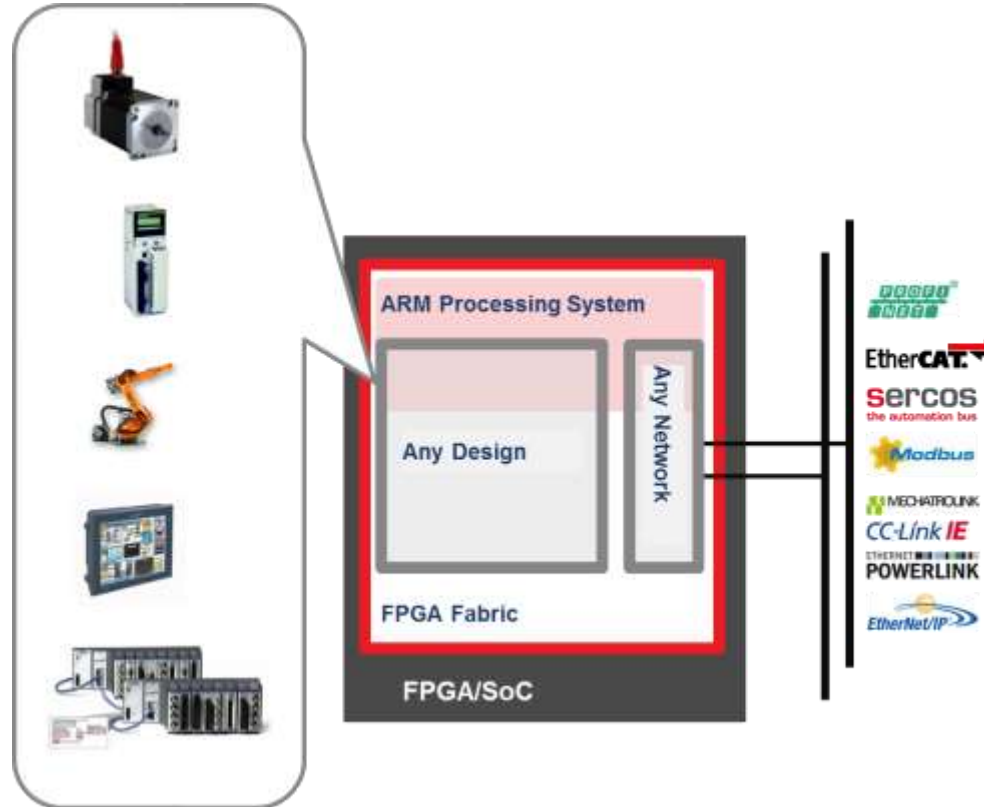 ARM Processing System
Any Design
Any Network
FPGA Fabric
FPGA/SoC
PROFI
NET
EtherCAT.
sercos
the automation bus
Modbus
MECHATROLINK
CC-Link IE
ETHERNET
POWERLINK
EtherNet/IP